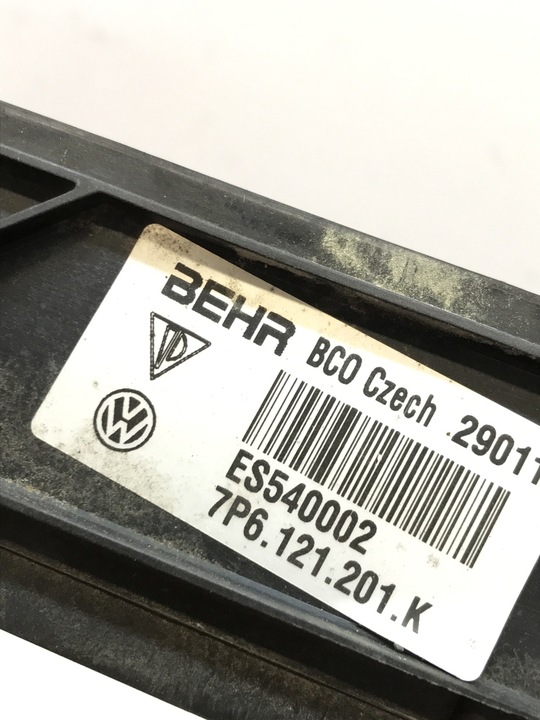 BEHR BCO Czech .29011
ES540002
7P6.121.201.K